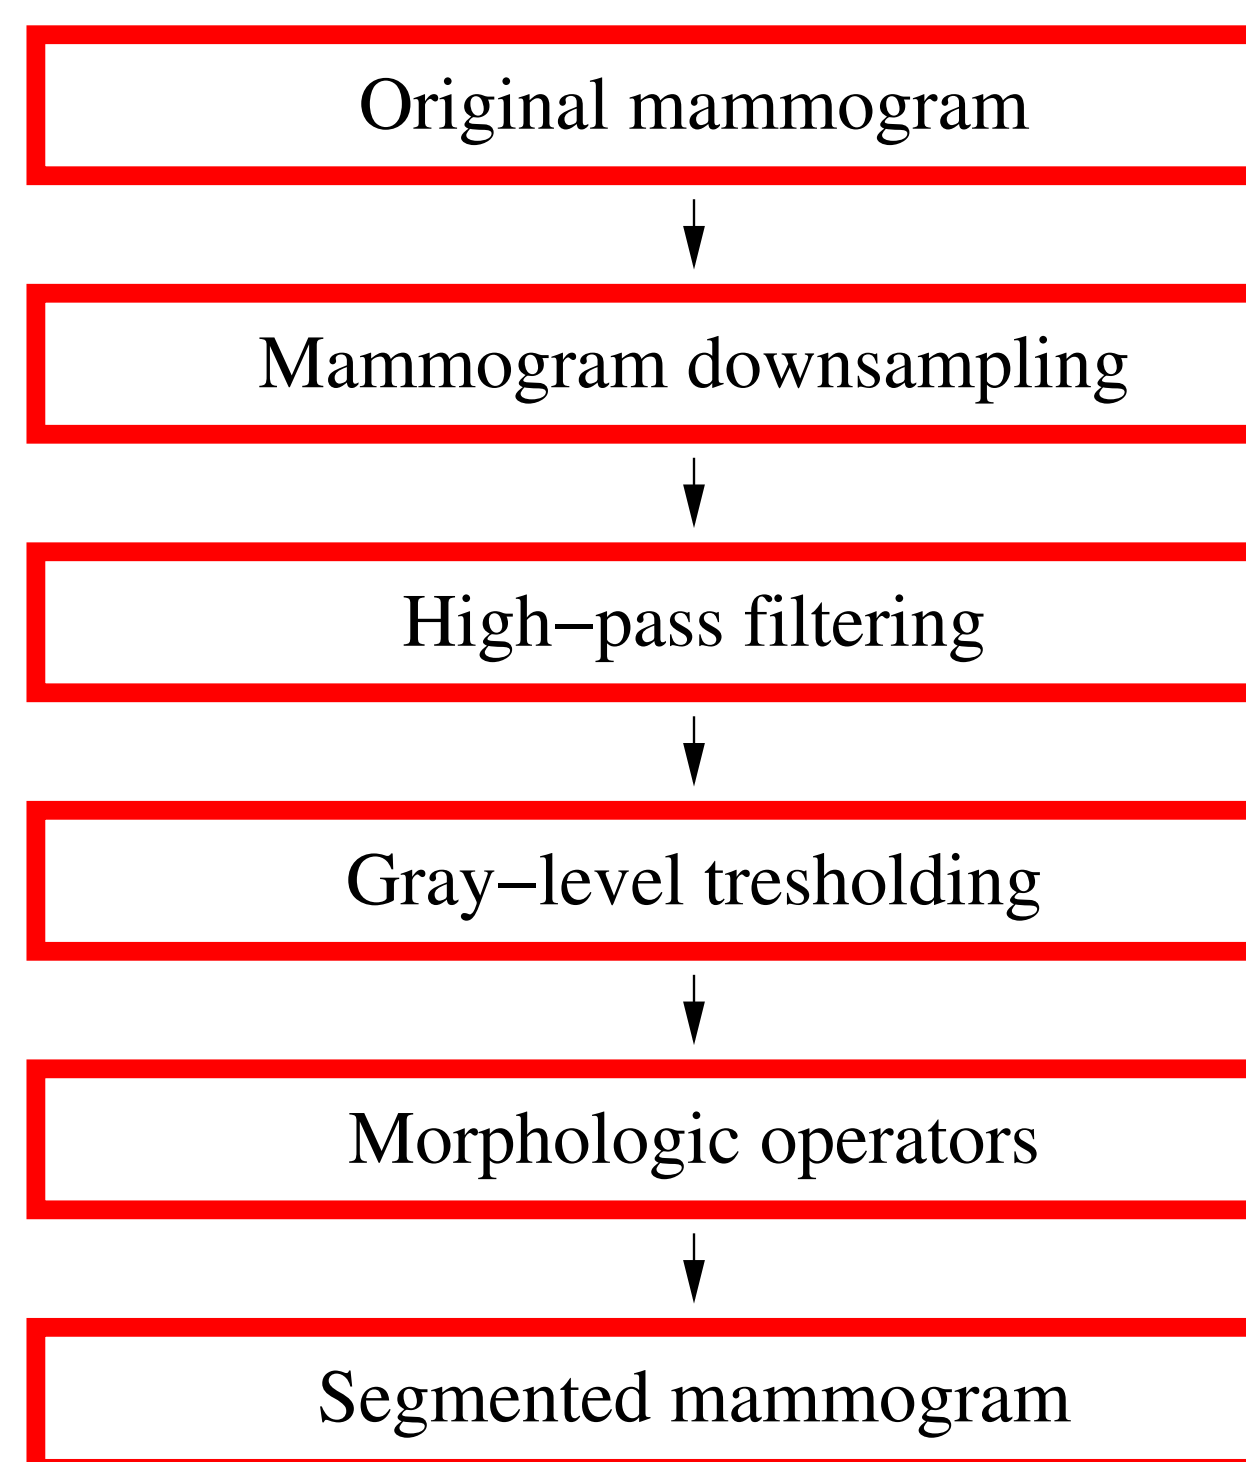 Original mammogram
Mammogram downsampling
High−pass filtering
Gray−level tresholding
Morphologic operators
Segmented mammogram